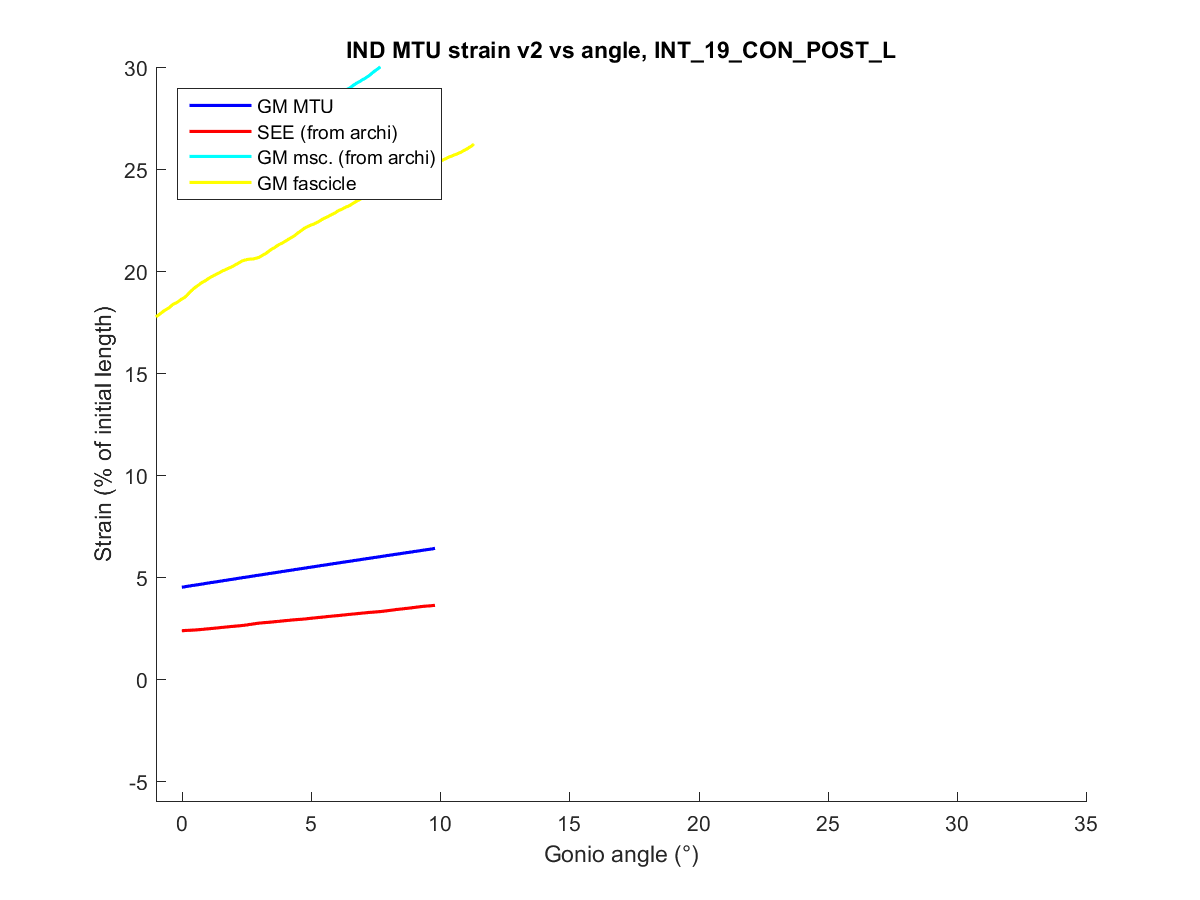 IND MTU strain v2 vs angle, INT_19_CON_POST_L
30
25
20
15
10
5
0
-5
Strain (% of initial length)
GM MTU
SEE (from archi)
GM msc. (from archi)
GM fascicle
0 5 10 15 20 25 30 35
Gonio angle (°)